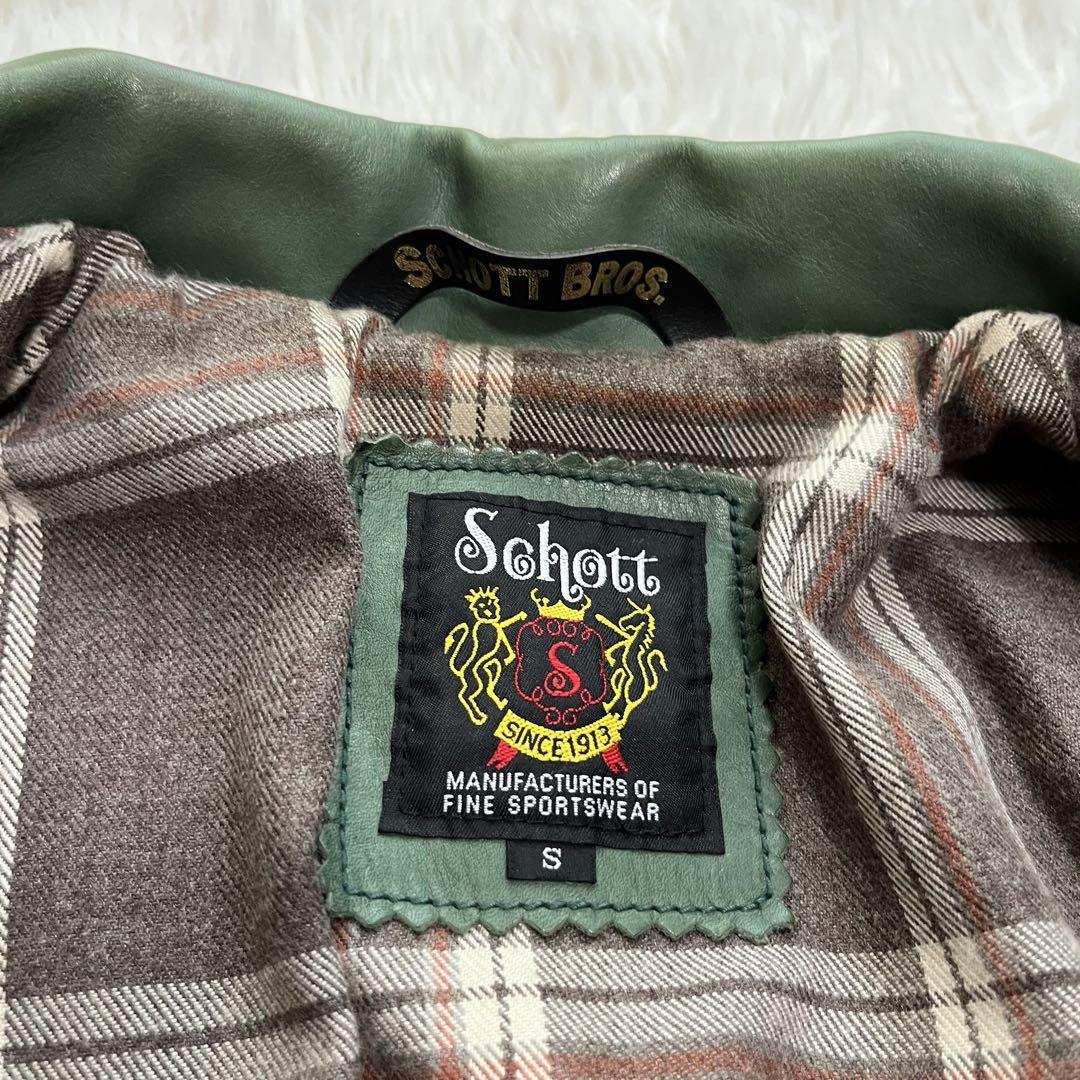 SCHOTT BROS.
Schott
S
SINCE 1913
MANUFACTURERS OF
FINE SPORTSWEAR
S